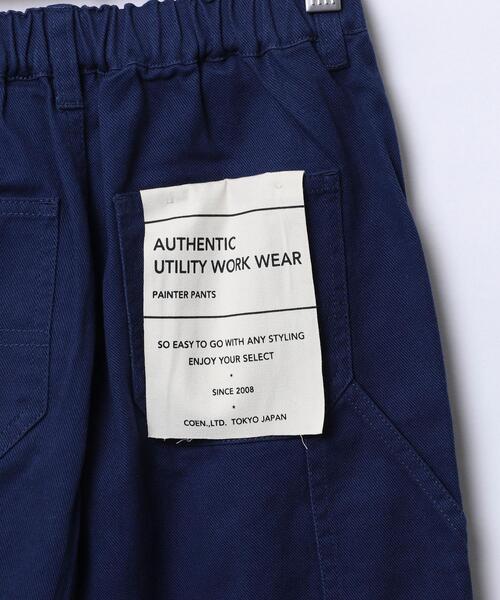 AUTHENTIC
UTILITY WORK WEAR
PAINTER PANTS
SO EASY TO GO WITH ANY STYLING
ENJOY YOUR SELECT
*
SINCE 2008
*
COEN.,LTD. TOKYO JAPAN